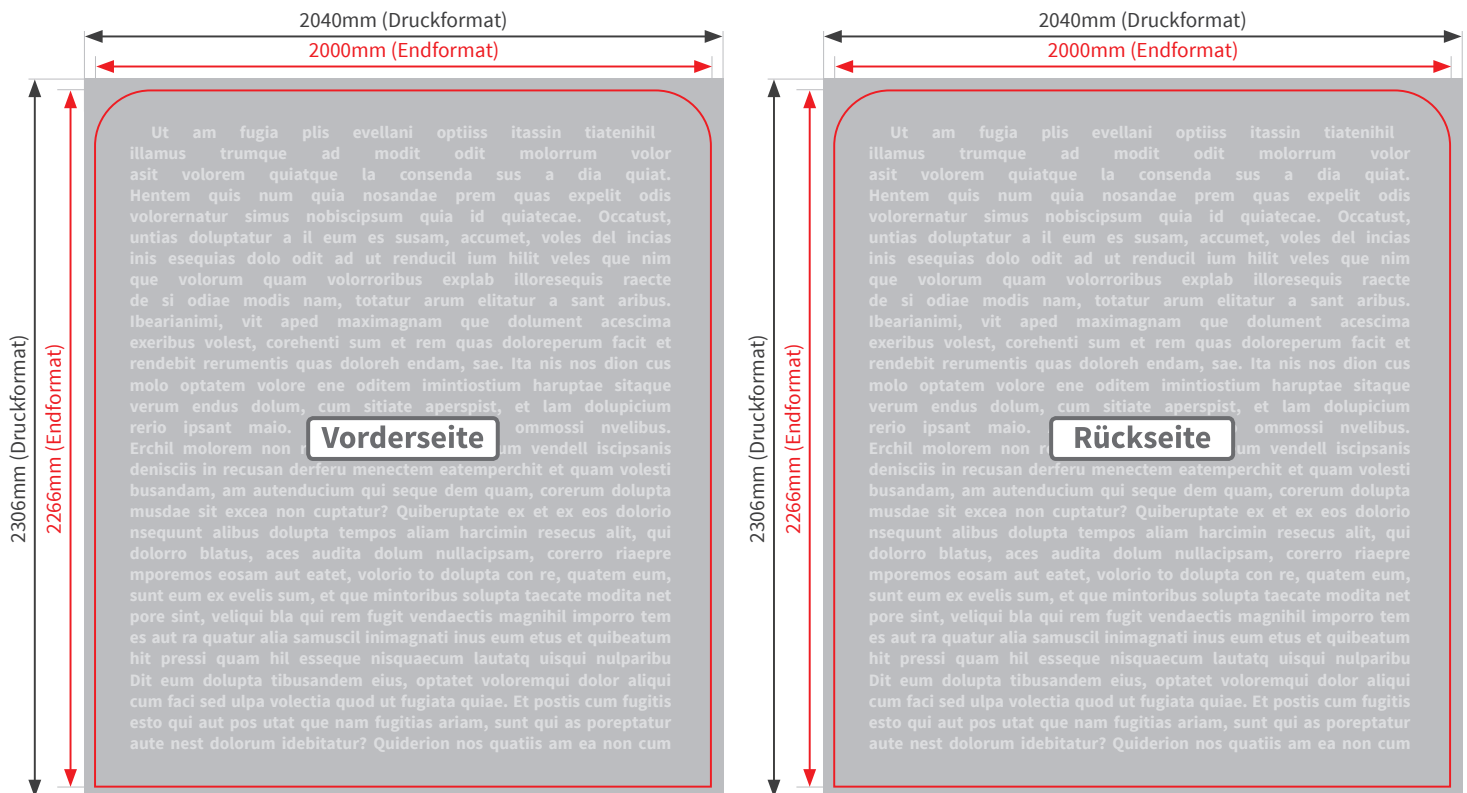 2040mm (Druckformat)
2000mm (Endformat)
2306mm (Druckformat)
2266mm (Endformat)
Ut am fugia plis evellani optiiss itassin tiatenihil
illamus trumque ad modit odit molorrum volor
asit volorem quiatque la consenda sus a dia quiat.
Hentem quis num quia nosandae prem quas expelit odis
volorernatur simus nobiscipsum quia id quiatecae. Occatust,
untias doluptatur a il eum es susam, accumet, voles del incias
inis esequias dolo odit ad ut renducil ium hilit veles que nim
que volorum quam volorroribus explab illoresequis raecte
de si odiae modis nam, totatur arum elitatur a sant aribus.
Ibearianimi, vit aped maximagnam que dolument acescima
exeribus volest, corehenti sum et rem quas doloreperum facit et
rendebit rerumentis quas doloreh endam, sse. Ita nis nos dion cus
molo optatem volore ene oditem imintiostium haruptae sitaque
verum endus dolum, cum sitiate aperspist, et lam dolupicium
rerio ipsant maio. ommossi nvelibus.
Vorderseite
Erchil molorem non vendell iscipsanis
denisciis in recusan derferu menectem eatemperchit et quam volesti
busandam, am autenducium qui seque dem quam, corerum dolupta
musdae sit excea non cuptatur? Quiberuptate ex et ex eos dolorio
nsequnt alibus dolupta tempos aliam harcimin resecus alit, qui
dolorro blatus, aces audita dolum nullacipsam, corerro riaepre
mporemos eosam aut eatet, volorio to dolupta con re, quatem eum,
sunt eum ex evelis sum, et que mintoribus solupta taecate modita net
pore sint, veliqui bla qui rem fugit vendaectis magnihil imporro tem
es aut ra quatur alia samuscil inimagnati inus eum etus et quibeatum
hit pressi quam hil esseque nisquaecum lautatq uisqui nulparibu
Dit eum dolupta tibusandem eius, optatet voloremqui dolor aliqui
cum faci sed ulpa volectia quod ut fugiata quiae. Et postis cum fugitis
esto qui aut pos utat que nam fugitias ariam, sunt qui as poreptatur
aute nest dolorum idebitatur? Quiderion nos quatiis am ea non cum
2040mm (Druckformat)
2000mm (Endformat)
2306mm (Druckformat)
2266mm (Endformat)
Ut am fugia plis evellani optiiss itassin tiatenihil
illamus trumque ad modit odit molorrum volor
asit volorem quiatque la consenda sus a dia quiat.
Hentem quis num quia nosandae prem quas expelit odis
volorernatur simus nobiscipsum quia id quiatecae. Occatust,
untias doluptatur a il eum es susam, accumet, voles del incias
inis esequias dolo odit ad ut renducil ium hilit veles que nim
que volorum quam volorroribus explab illoresequis raecte
de si odiae modis nam, totatur arum elitatur a sant aribus.
Ibearianimi, vit aped maximagnam que dolument acescima
exeribus volest, corehenti sum et rem quas doloreperum facit et
rendebit rerumentis quas doloreh endam, sse. Ita nis nos dion cus
molo optatem volore ene oditem imintiostium haruptae sitaque
verum endus dolum, cum sitiate aperspist, et lam dolupicium
rerio ipsant maio. ommossi nvelibus.
Rückseite
Erchil molorem non um vendell iscipsanis
denisciis in recusan derferu menectem eatemperchit et quam volesti
busandam, am autenducium qui seque dem quam, corerum dolupta
musdae sit excea non cuptatur? Quiberuptate ex et ex eos dolorio
nsequnt alibus dolupta tempos aliam harcimin resecus alit, qui
dolorro blatus, aces audita dolum nullacipsam, corerro riaepre
mporemos eosam aut eatet, volorio to dolupta con re, quatem eum,
sunt eum ex evelis sum, et que mintoribus solupta taecate modita net
pore sint, veliqui bla qui rem fugit vendaectis magnihil imporro tem
es aut ra quatur alia samuscil inimagnati inus eum etus et quibeatum
hit pressi quam hil esseque nisquaecum lautatq uisqui nulparibu
Dit eum dolupta tibusandem eius, optatet voloremqui dolor aliqui
cum faci sed ulpa volectia quod ut fugiata quiae. Et postis cum fugitis
esto qui aut pos utat que nam fugitias ariam, sunt qui as poreptatur
aute nest dolorum idebitatur? Quiderion nos quatiis am ea non cum